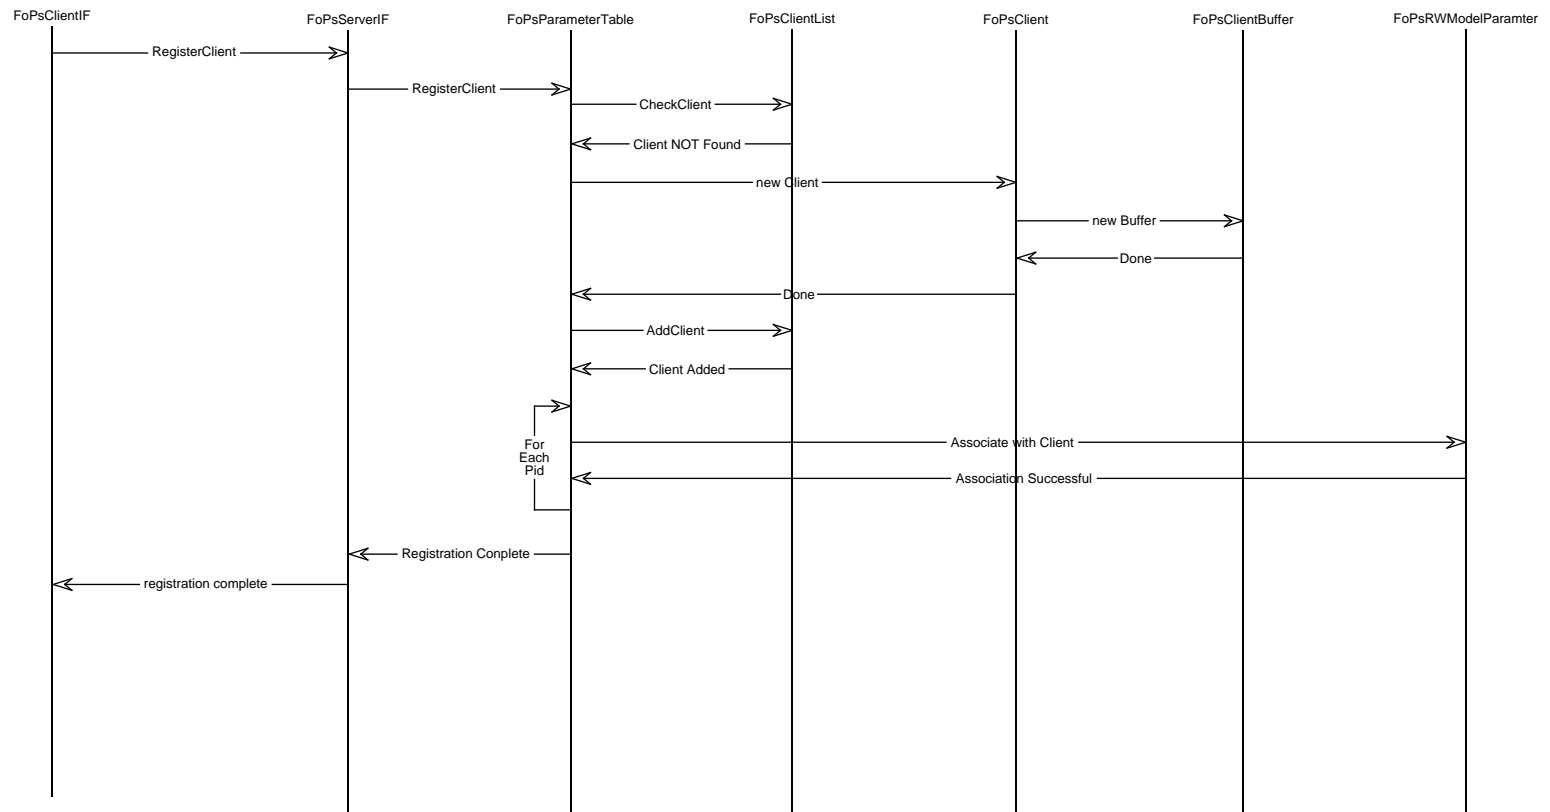 FoPsClientIF
FoPsServerIF
FoPsParameterTable
FoPsClientList
FoPsClient
FoPsClientBuffer
FoPsRWModelParamter
RegisterClient
RegisterClient
CheckClient
Client NOT Found
new Client
new Buffer
Done
Done
AddClient
Client Added
For
Each
Pid
Associate with Client
Association Successful
Registration Conplete
registration complete